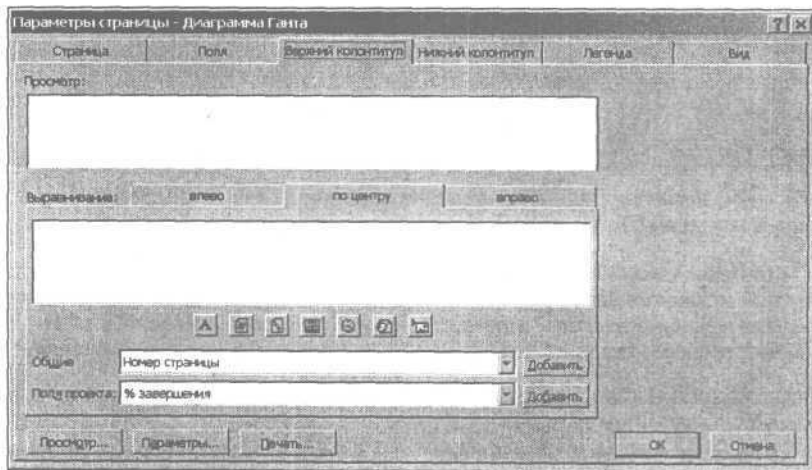 Параметры страницы - Диаграмма Ганта
Страница Поля Верхний колонтитул Нижний колонтитул Легенда Вид
Просмотр:
Выравнивание: влево по центру вправо
Общие Номер страницы Добавить
Поля проекта: % завершения Добавить
Просмотр... Параметры... Печать... ОК Отмена